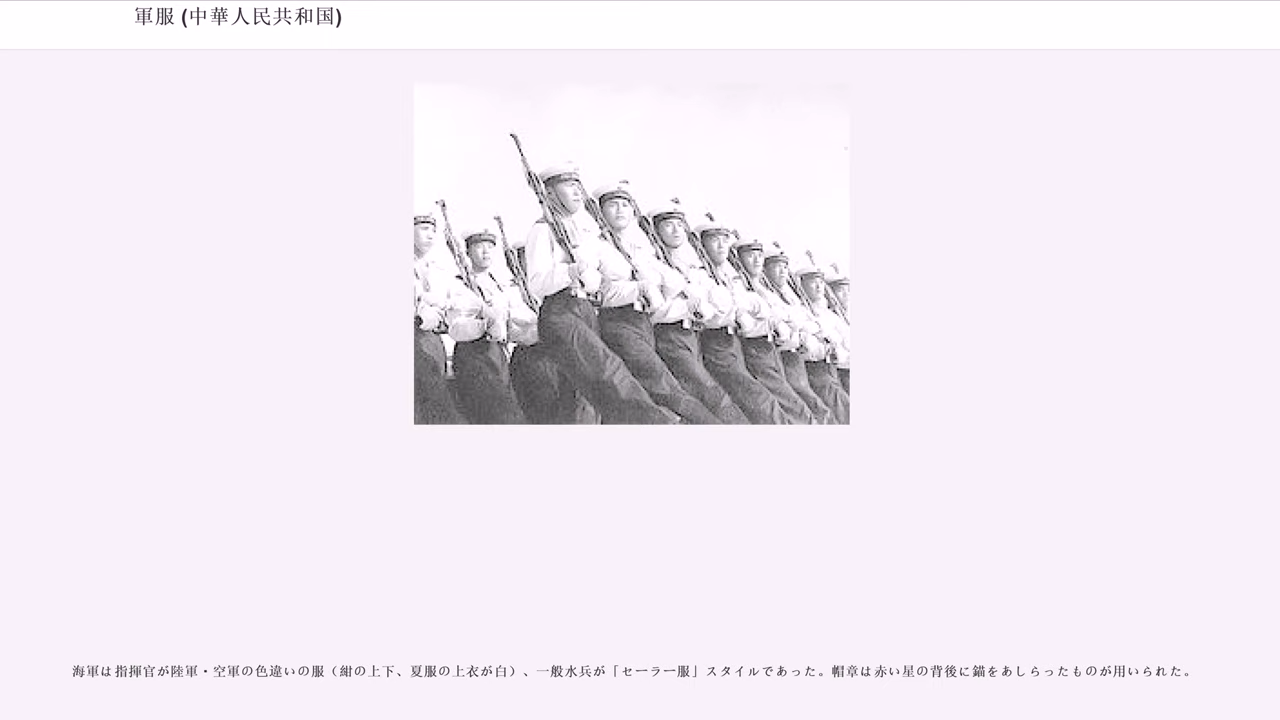 軍服 (中華人民共和国)
海軍は指揮官が陸軍・空軍の色違いの服（紺の上下、夏服の上衣が白）、一般水兵が「セーラー服」スタイルであった。帽章は赤い星の背後に錨をあしらったものが用いられた。